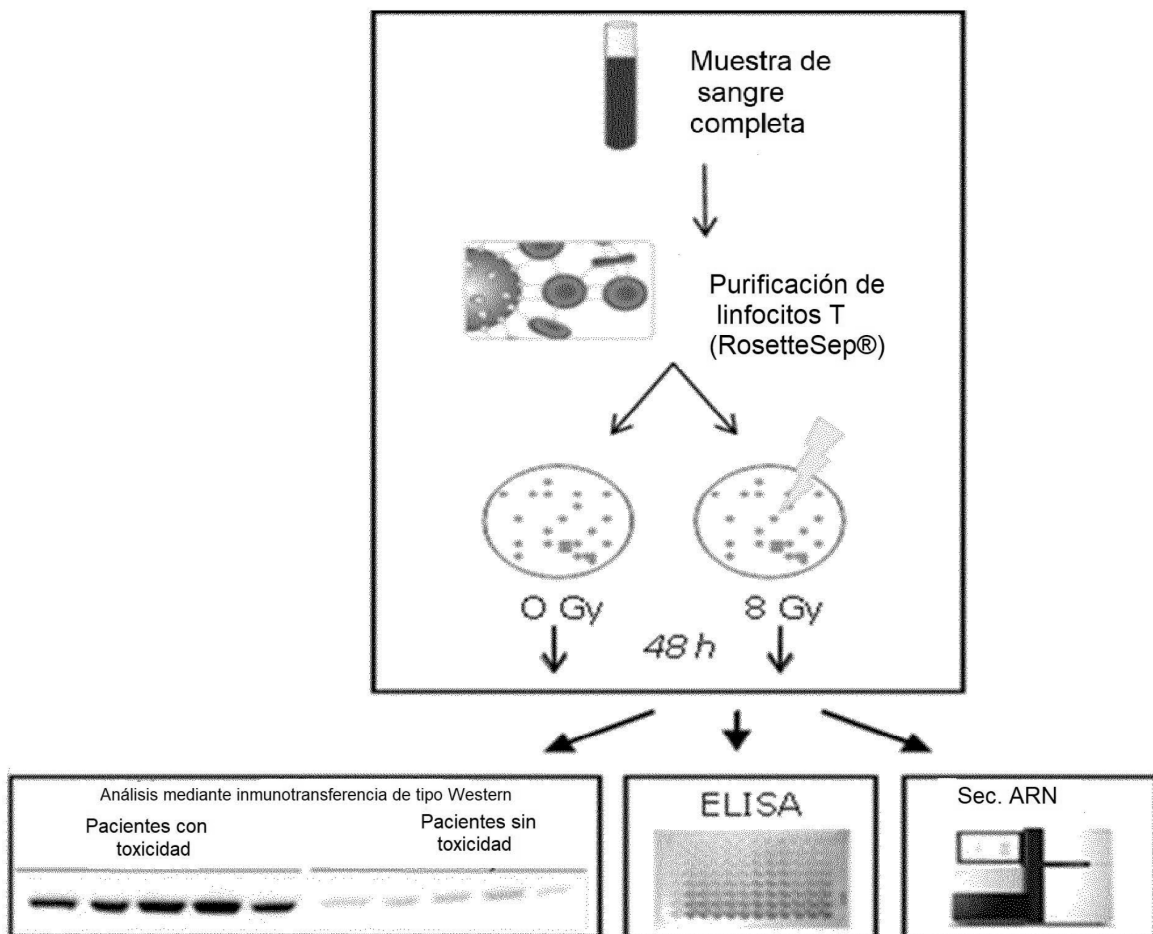 Muestra de
sangre
completa
Purificación de
linfocitos T
(RosetteSep®)
0 Gy
8 Gy
48 h
Análisis mediante inmunotransferencia de tipo Western
Pacientes con
toxicidad
Pacientes sin
toxicidad
ELISA
Sec. ARN